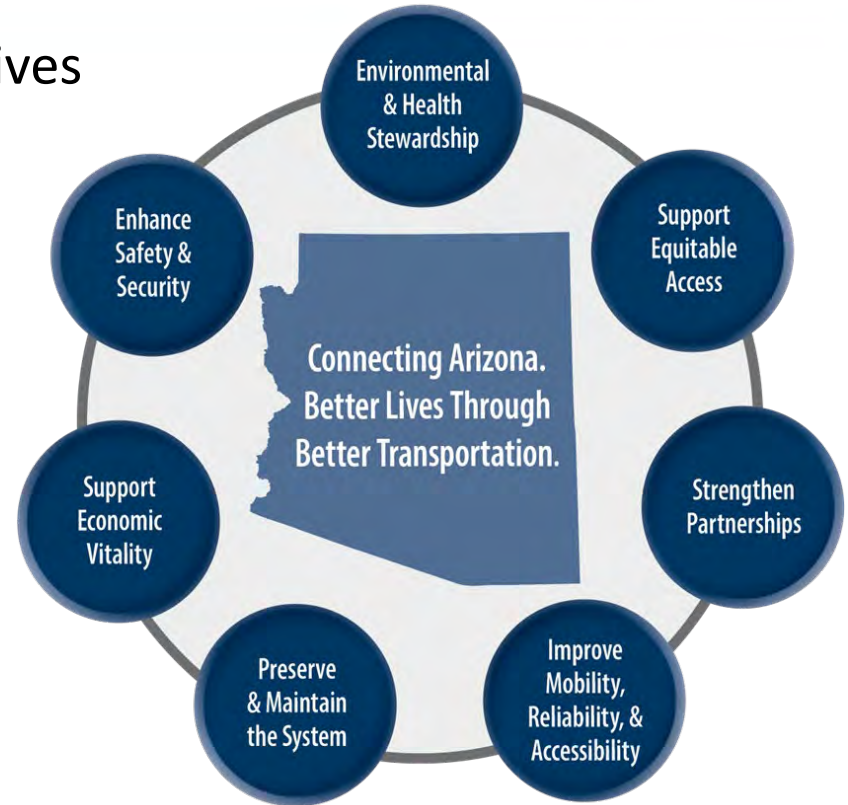 ives
Environmental
& Health
Stewardship
Support
Equitable
Access
Strengthen
Partnerships
Improve
Mobility,
Reliability, &
Accessibility
Preserve
& Maintain
the System
Support
Economic
Vitality
Enhance
Safety &
Security
Connecting Arizona.
Better Lives Through
Better Transportation.